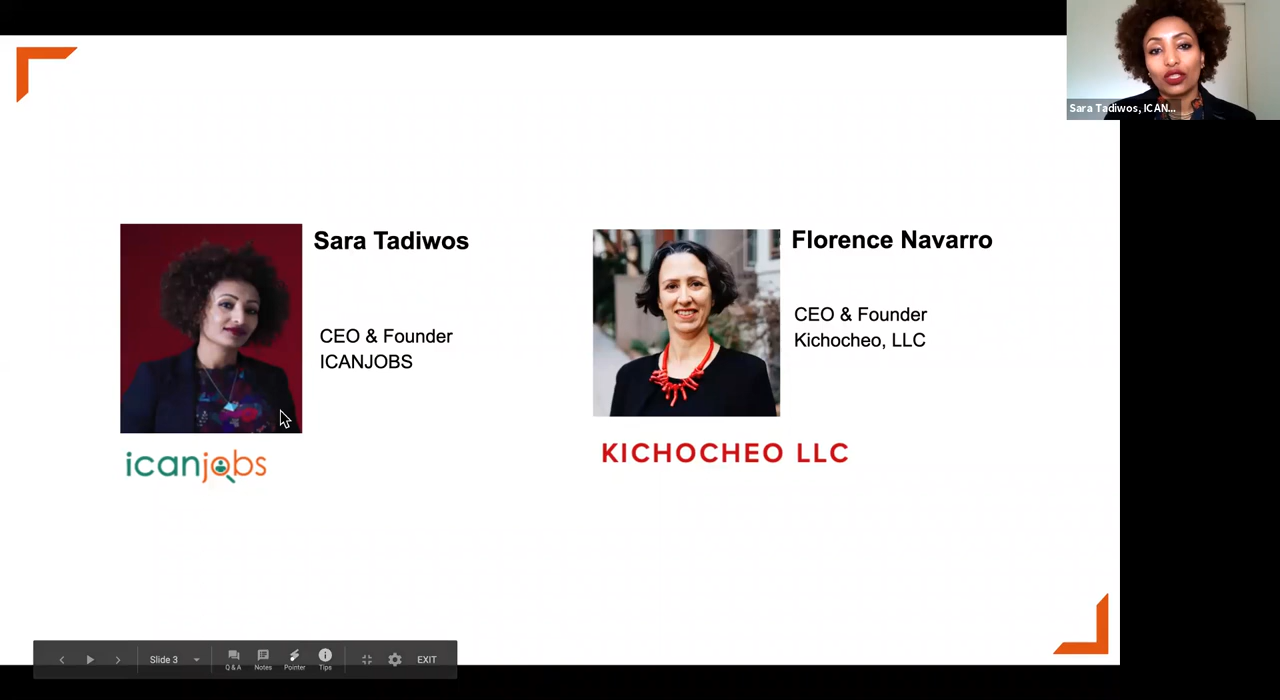 Sara Tadiwos, ICAN...
Sara Tadiwos
CEO & Founder
ICANJOBS
icanjobs
Florence Navarro
CEO & Founder
Kichocheo, LLC
KICHOCHEO LLC
Slide 3
Q & A
Notes
Pointer
Tips
EXIT